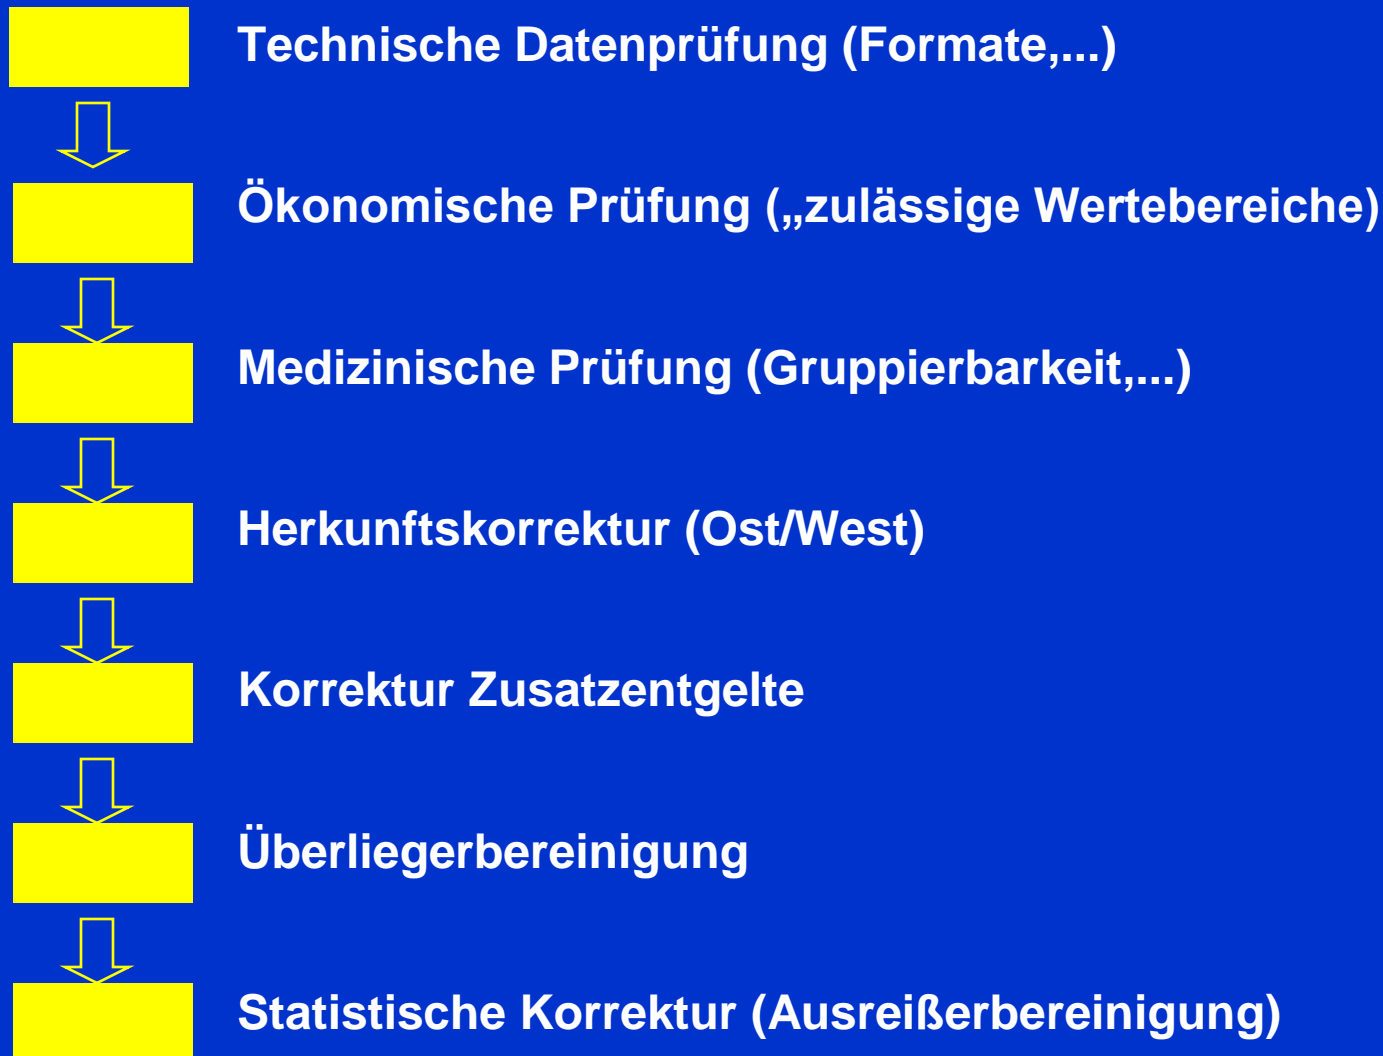 Technische Datenprüfung (Formate,...)
Ökonomische Prüfung („zulässige Wertebereiche)
Medizinische Prüfung (Gruppierbarkeit,...)
Herkunftskorrektur (Ost/West)
Korrektur Zusatzentgelte
Überliegerbereinigung
Statistische Korrektur (Ausreißerbereinigung)